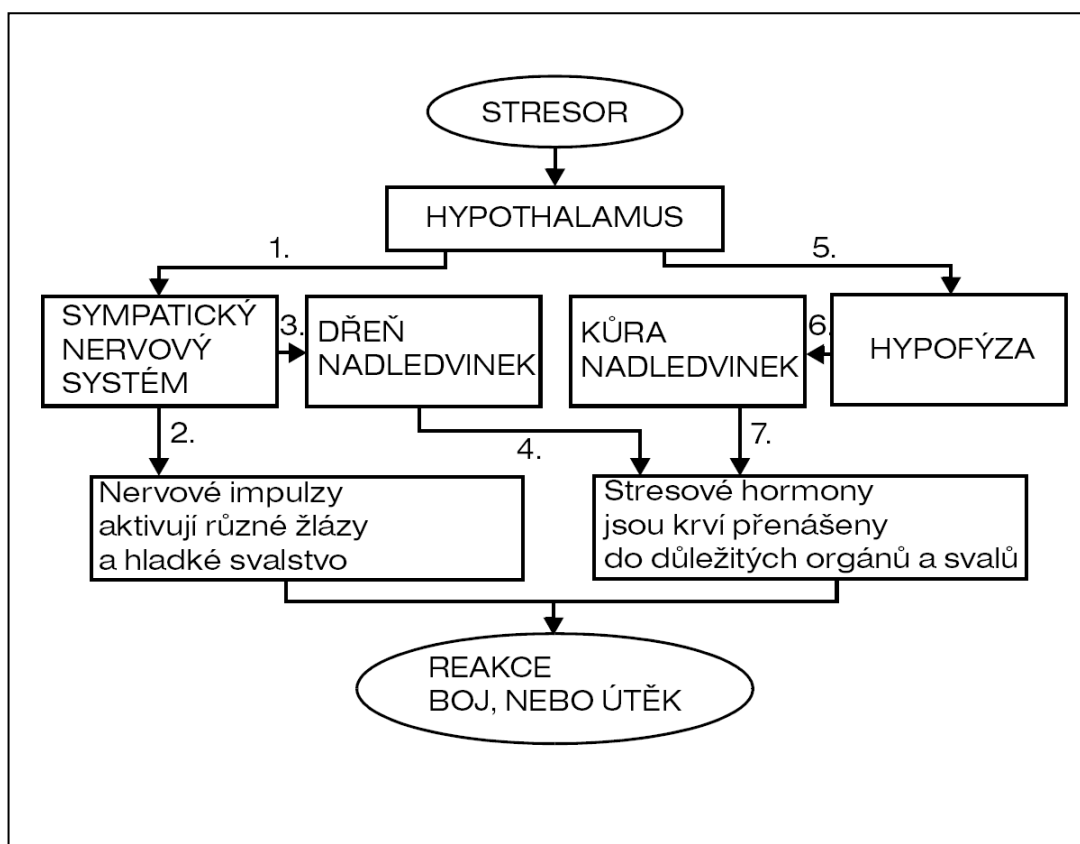 STRESOR
HYPOTHALAMUS
1.
5.
SYMPATICKÝ
NERVOVÝ
SYSTÉM
3.
DŘEŇ
NADLEDVINEK
KŮRA
NADLEDVINEK
6.
HYPOFÝZA
2.
4.
7.
Nervové impulzy
aktivují různé žlázy
a hladké svalstvo
Stresové hormony
jsou krví přenášeny
do důležitých orgánů a svalů
REAKCE
BOJ, NEBO ÚTĚK